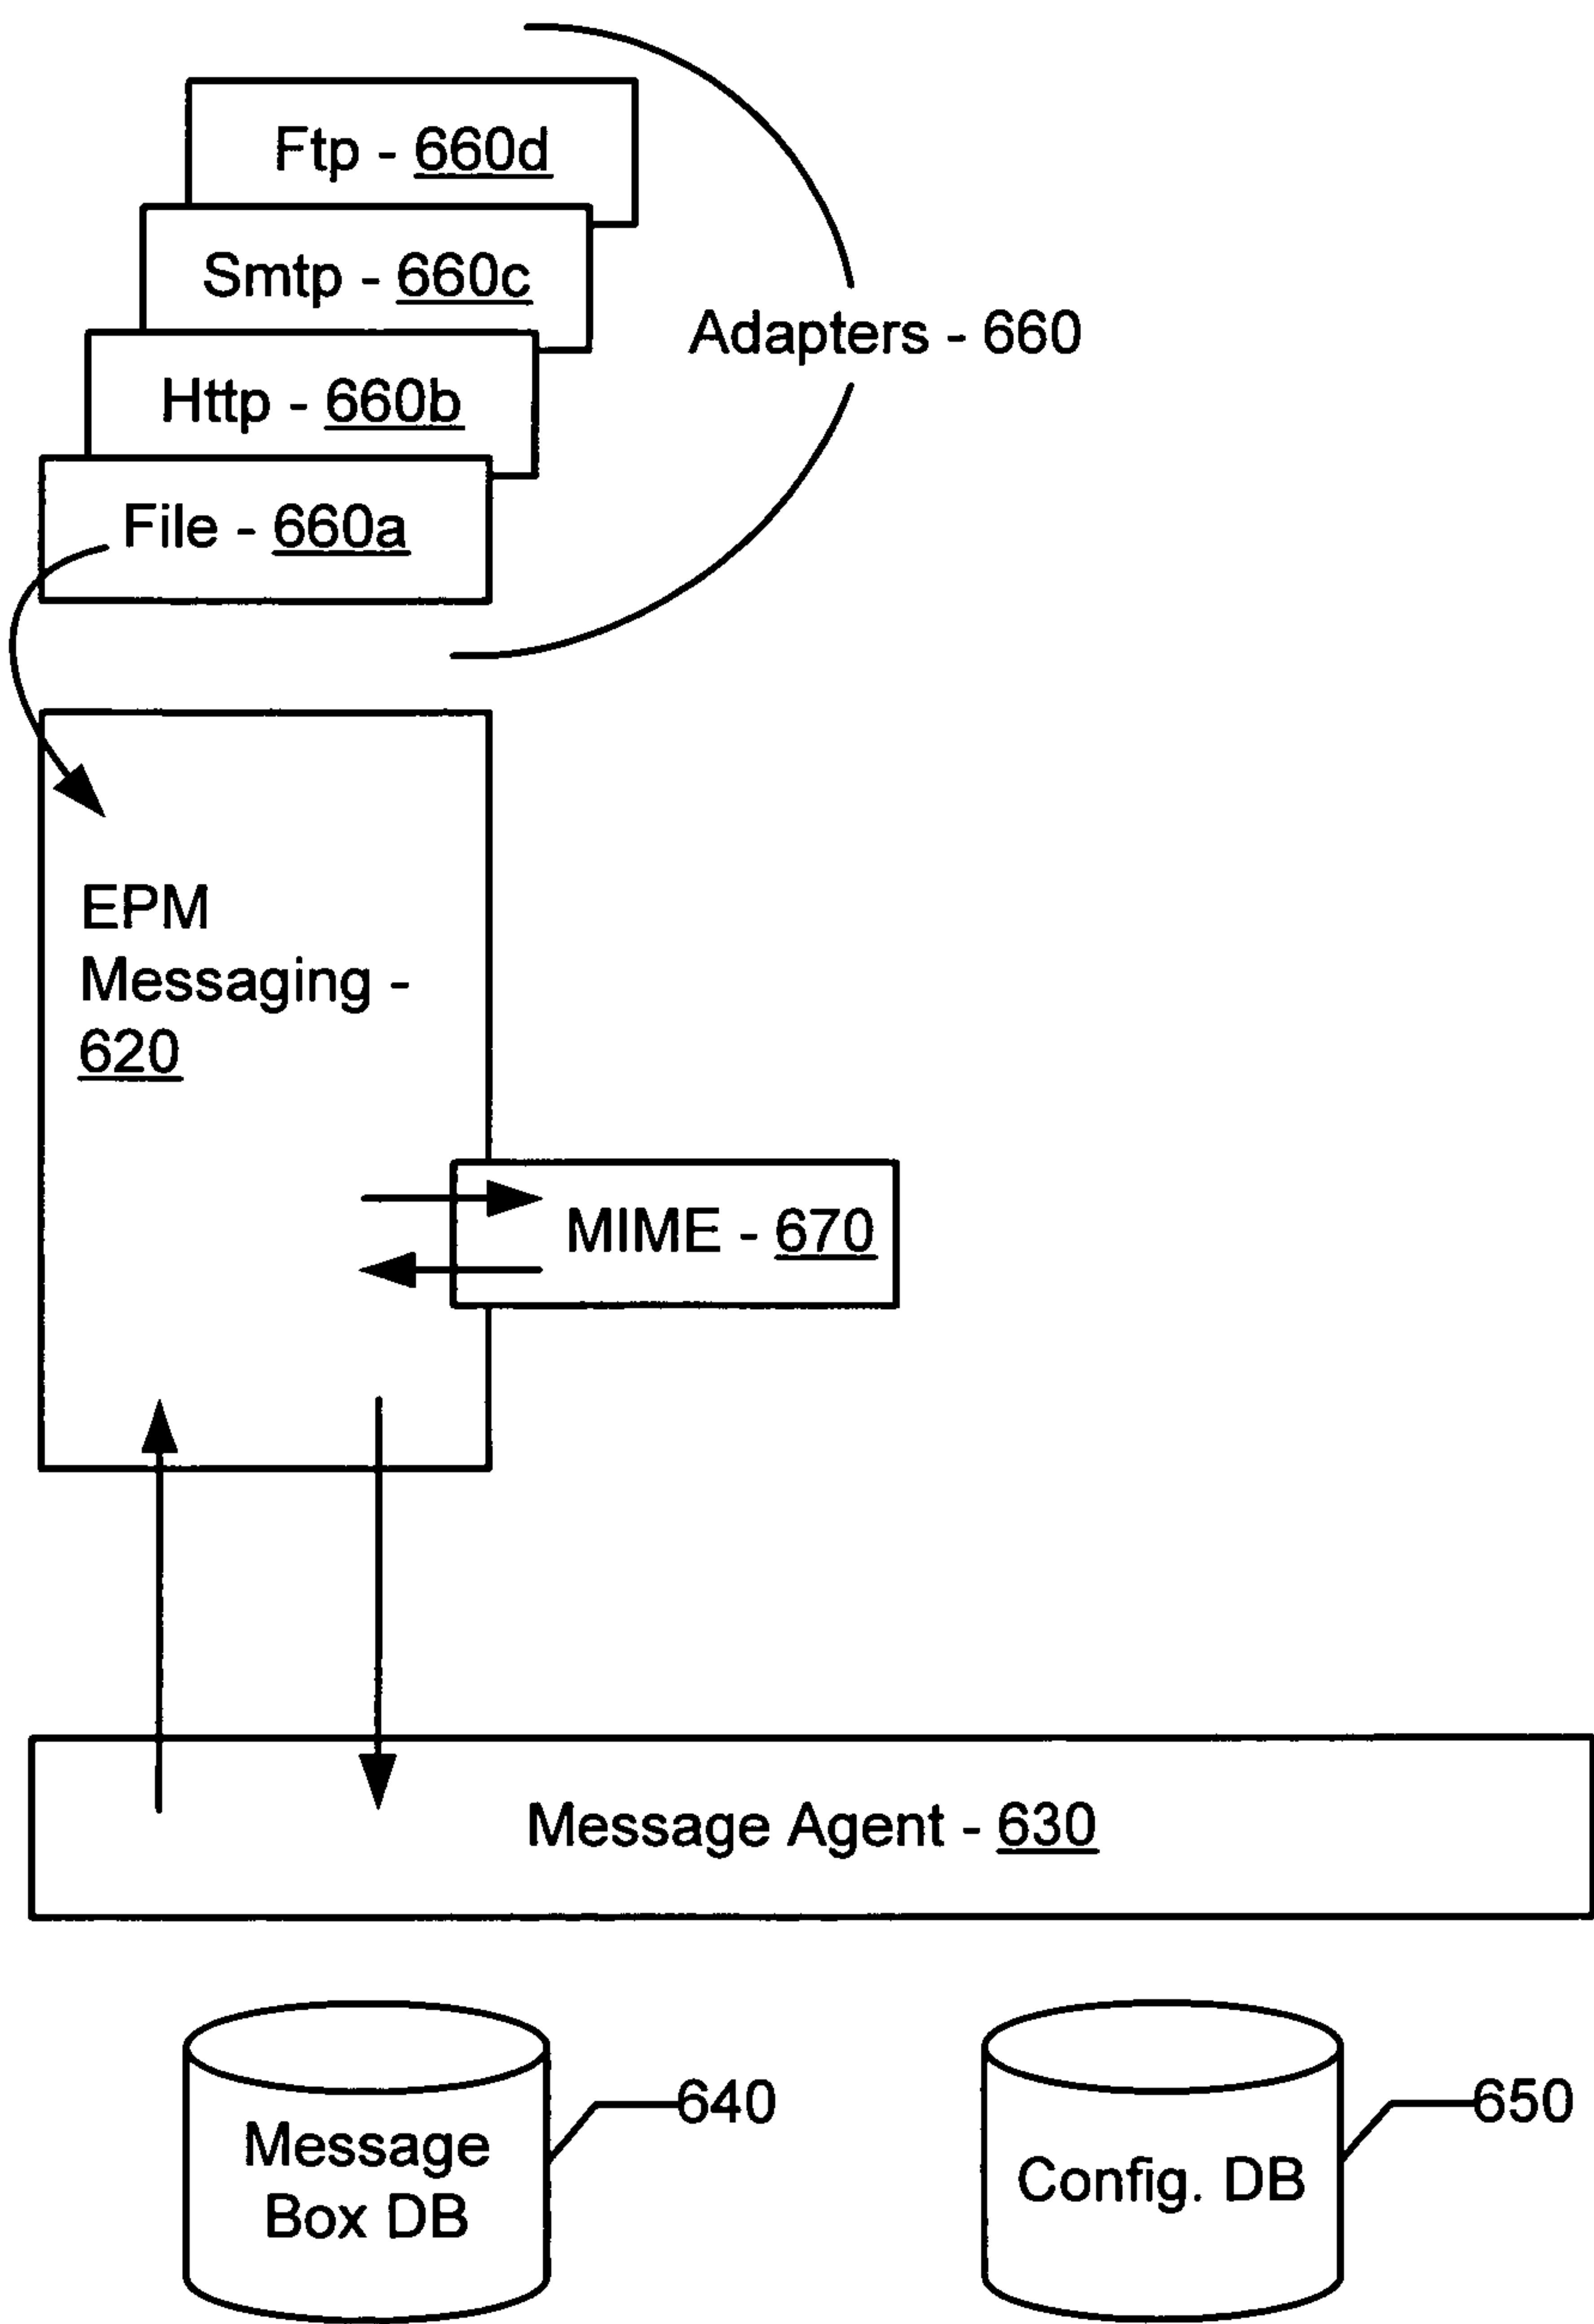 Ftp - 660d
Smtp - 660c
Adapters - 660
Http - 660b
File - 660a
EPM
Messaging -
620
MIME - 670
Message Agent - 630
640
650
Message
Box DB
Config. DB